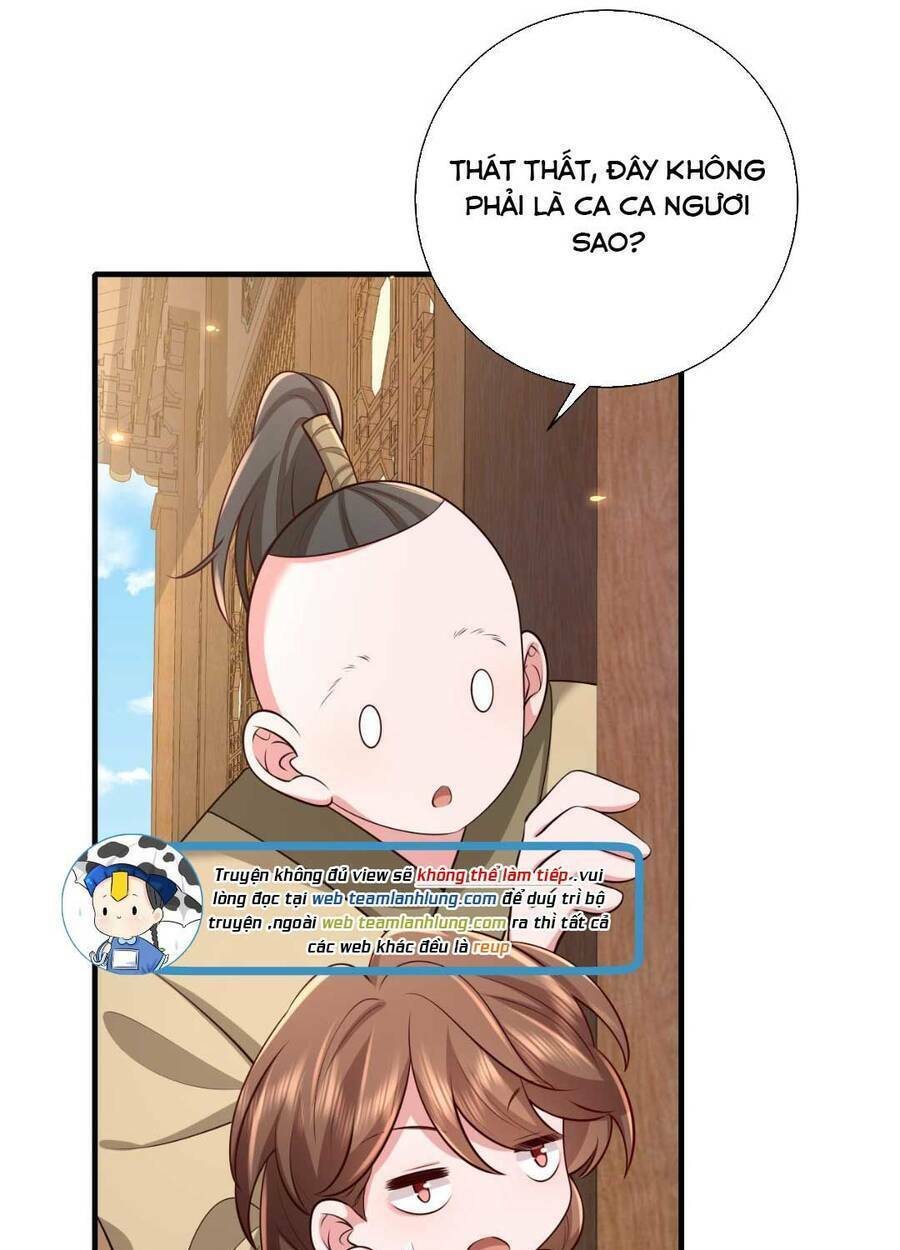 THÁT THẤT, ĐÂY KHÔNG
PHẢI LÀ CA CA NGƯƠI
SAO?
Truyện không đủ view sẽ không thể làm tiếp..vui
lòng đọc tại web teamlanhlung.com để duý trì bộ
truyện ,ngoài web teamlanhlung.com ra thì tất cả
các web khác đều là reup